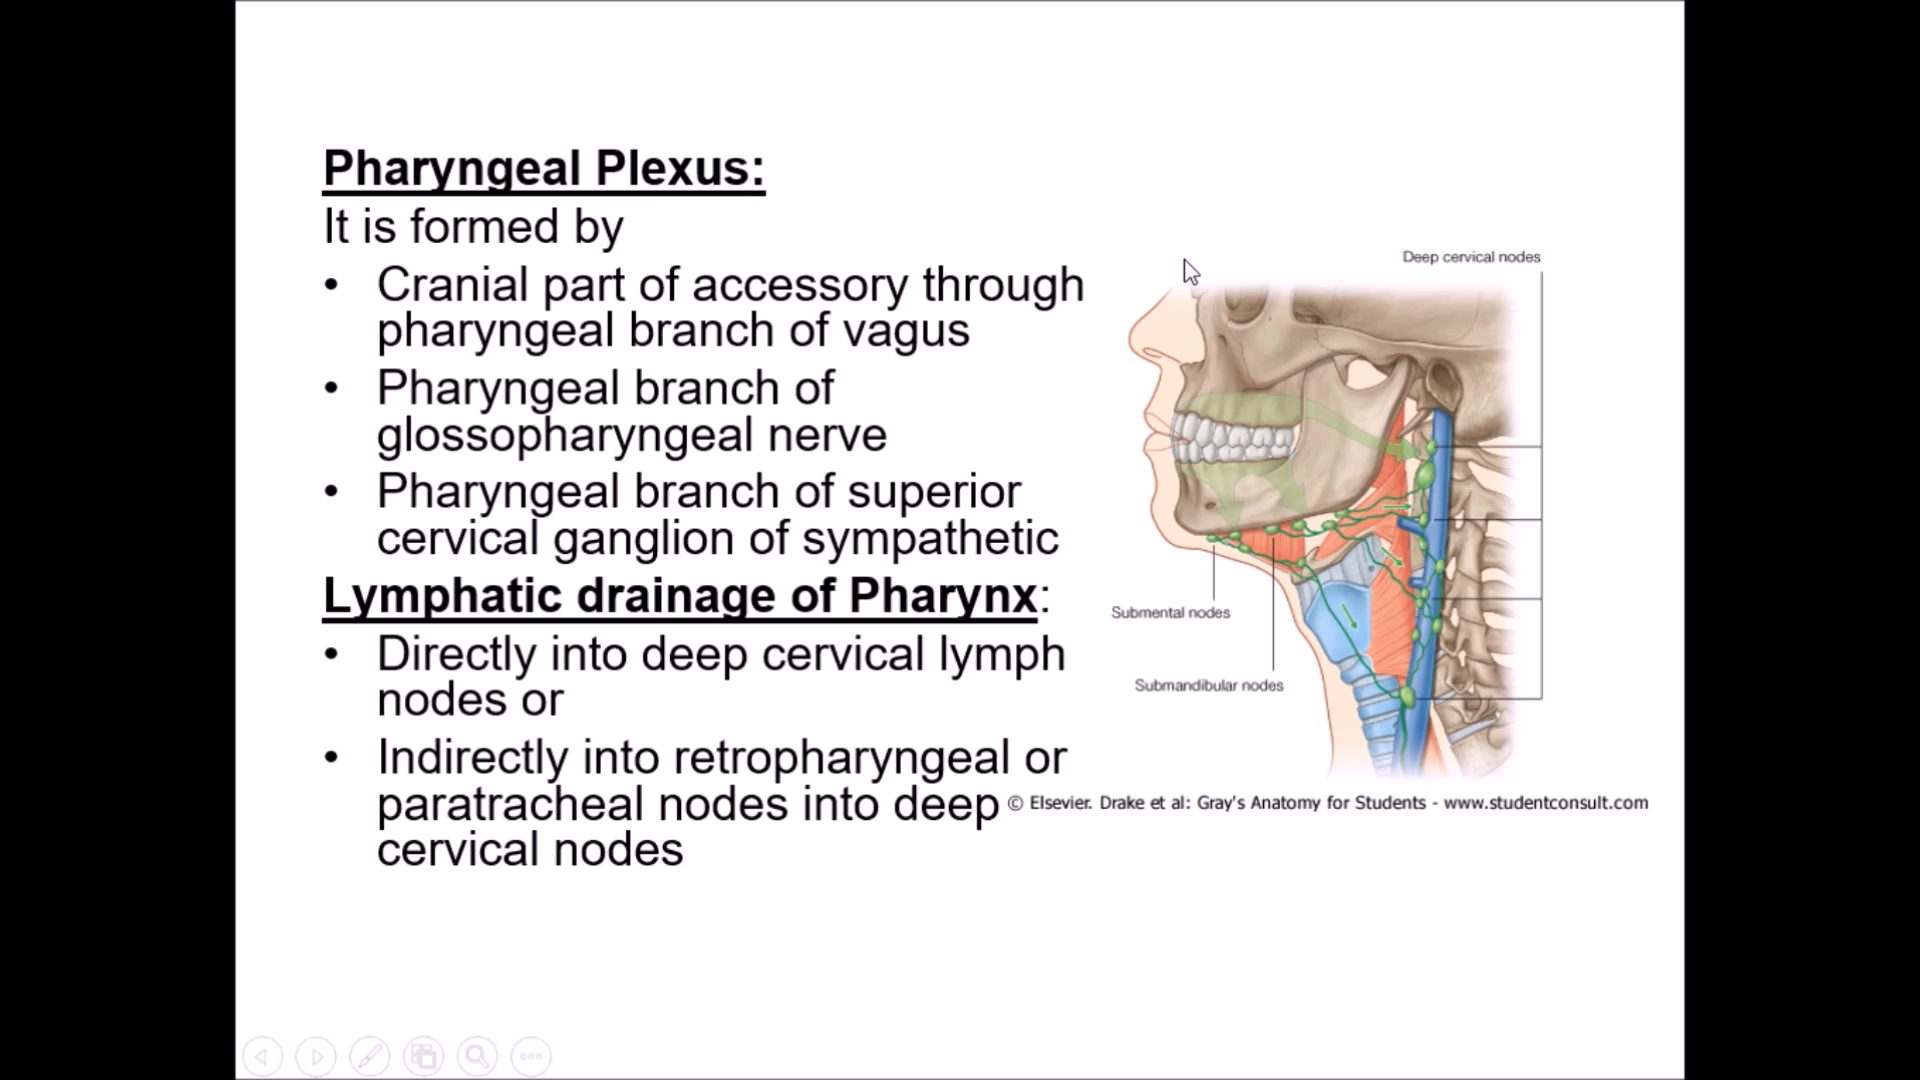 Pharyngeal Plexus:
It is formed by
• Cranial part of accessory through
pharyngeal branch of vagus
• Pharyngeal branch of
glossopharyngeal nerve
• Pharyngeal branch of superior
cervical ganglion of sympathetic
Lymphatic drainage of Pharynx:
• Directly into deep cervical lymph
nodes or
• Indirectly into retropharyngeal or
paratracheal nodes into deep
cervical nodes
Deep cervical nodes
Submental nodes
Submandibular nodes
© Elsevier. Drake et al: Gray's Anatomy for Students - www.studentconsult.com